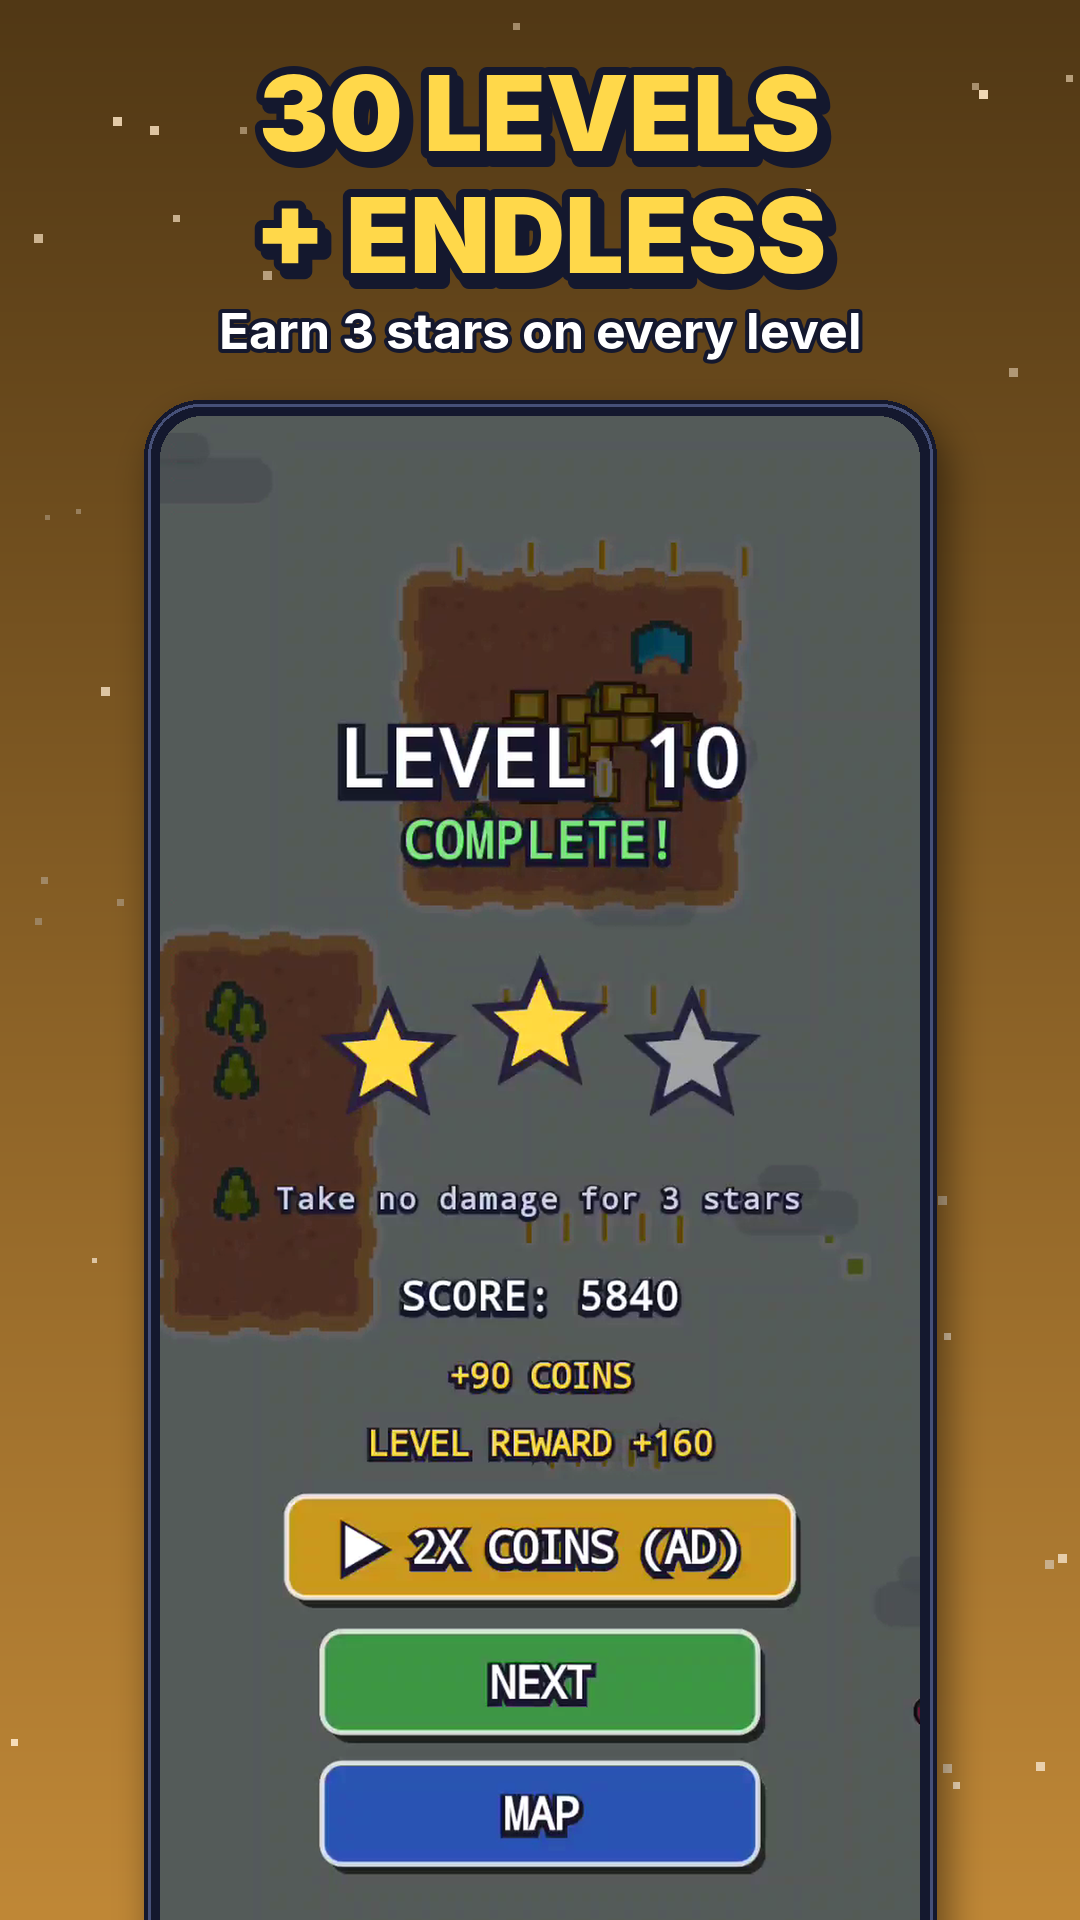 30 LEVELS
+ ENDLESS
Earn 3 stars on every level
LEVEL 10
COMPLETE!
Take no damage for 3 stars
SCORE: 5840
+90 COINS
LEVEL REWARD +160
2X COINS (AD)
NEXT
MAP